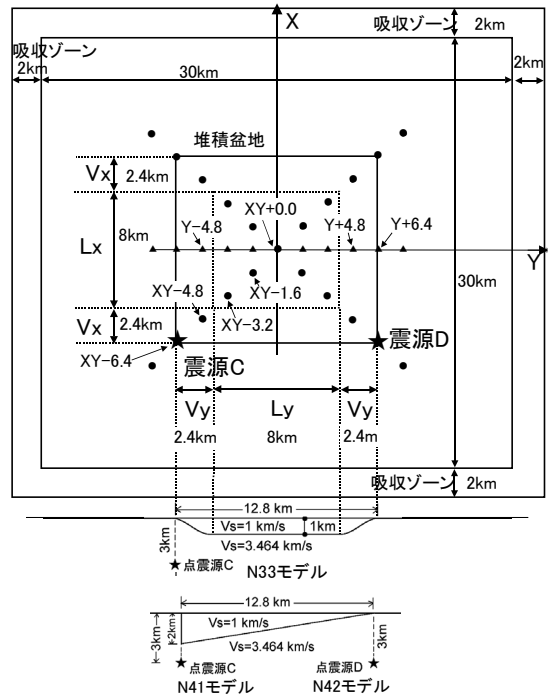 X
吸収ゾーン 2km
吸収ゾーン
2km
30km
2km
堆積盆地
Vx 2.4km
XY+0.0
Y−4.8
Y+4.8
Y+6.4
Lx 8km
Y
30km
XY−4.8
XY−1.6
XY−3.2
Vx 2.4km
XY−6.4
震源C
震源D
Vy
Ly
Vy
2.4km
8km
2.4m
吸収ゾーン 2km
12.8 km
Vs=1 km/s
1km
Vs=3.464 km/s
3km
点震源C
N33モデル
12.8 km
3km
2km
Vs=1km/s
Vs=3.464 km/s
3km
点震源C
点震源D
N41モデル
N42モデル